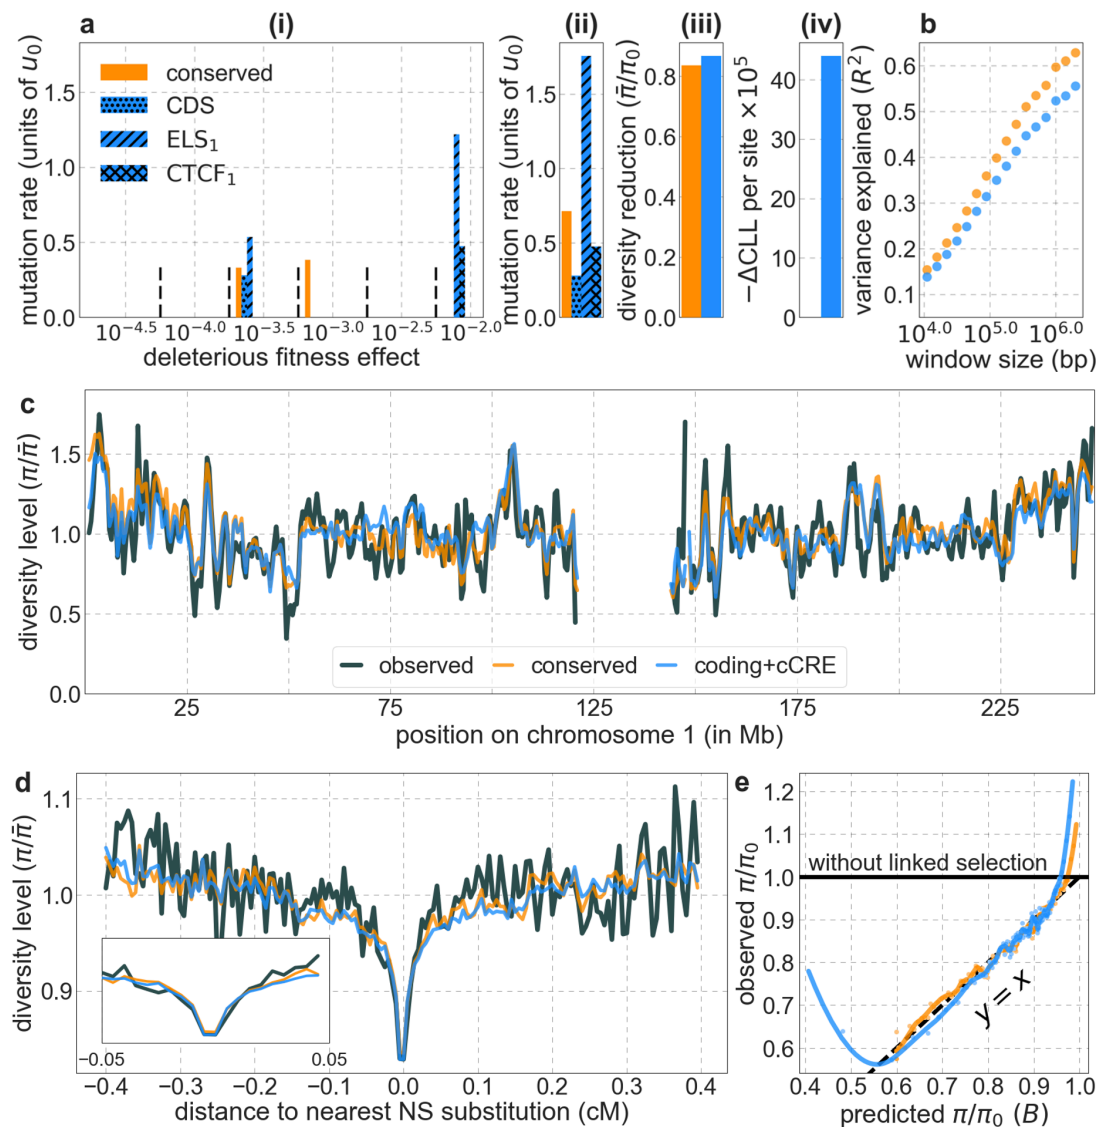 a (i) (ii) (iii) (iv) b
mutation rate (units of u₀)
1.5
1.0
0.5
0.0
conserved
CDS
ELS₁
CTCF₁
10⁻⁴·⁵ 10⁻⁴·⁰ 10⁻³·⁵ 10⁻³·⁰ 10⁻²·⁵ 10⁻²·⁰
deleterious fitness effect
mutation rate (units of u₀)
1.5
1.0
0.5
0.0
diversity reduction (π̄/π₀)
0.8
0.6
0.4
0.2
0.0
−ΔCLL per site ×10⁵
40
30
20
10
0
variance explained (R²)
0.6
0.5
0.4
0.3
0.2
0.1
10⁴·⁰ 10⁵·⁰ 10⁶·⁰
window size (bp)
c
diversity level (π/π̄)
1.5
1.0
0.5
0.0
observed conserved coding+cCRE
25 75 125 175 225
position on chromosome 1 (in Mb)
d
diversity level (π/π̄)
1.1
1.0
0.9
−0.05 0.05
−0.4 −0.3 −0.2 −0.1 0.0 0.1 0.2 0.3 0.4
distance to nearest NS substitution (cM)
e
observed π/π₀
1.2
1.1
1.0
0.9
0.8
0.7
0.6
without linked selection
y = x
0.4 0.5 0.6 0.7 0.8 0.9 1.0
predicted π/π₀ (B)